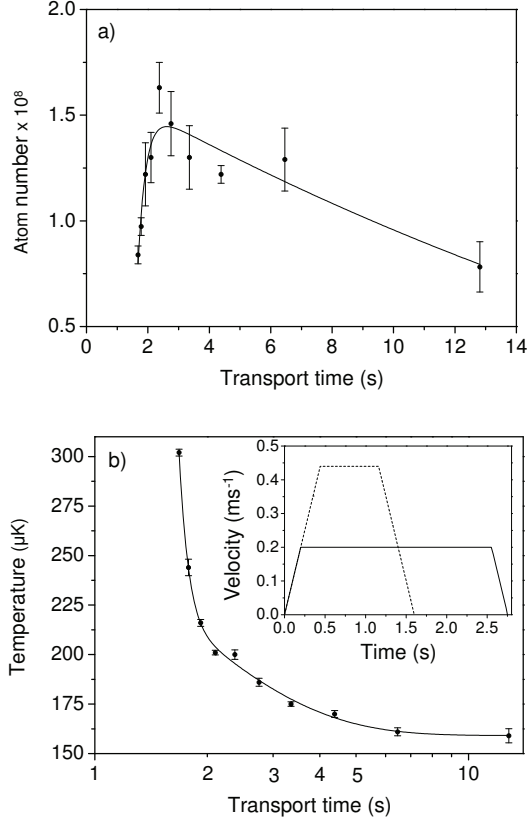 a)
Atom number x 10⁸
2.0
1.5
1.0
0.5
0 2 4 6 8 10 12 14
Transport time (s)
b)
Temperature (µK)
300
275
250
225
200
175
150
1 2 3 4 5 10
Transport time (s)
Velocity (ms⁻¹)
0.5
0.4
0.3
0.2
0.1
0.0
0.0 0.5 1.0 1.5 2.0 2.5
Time (s)